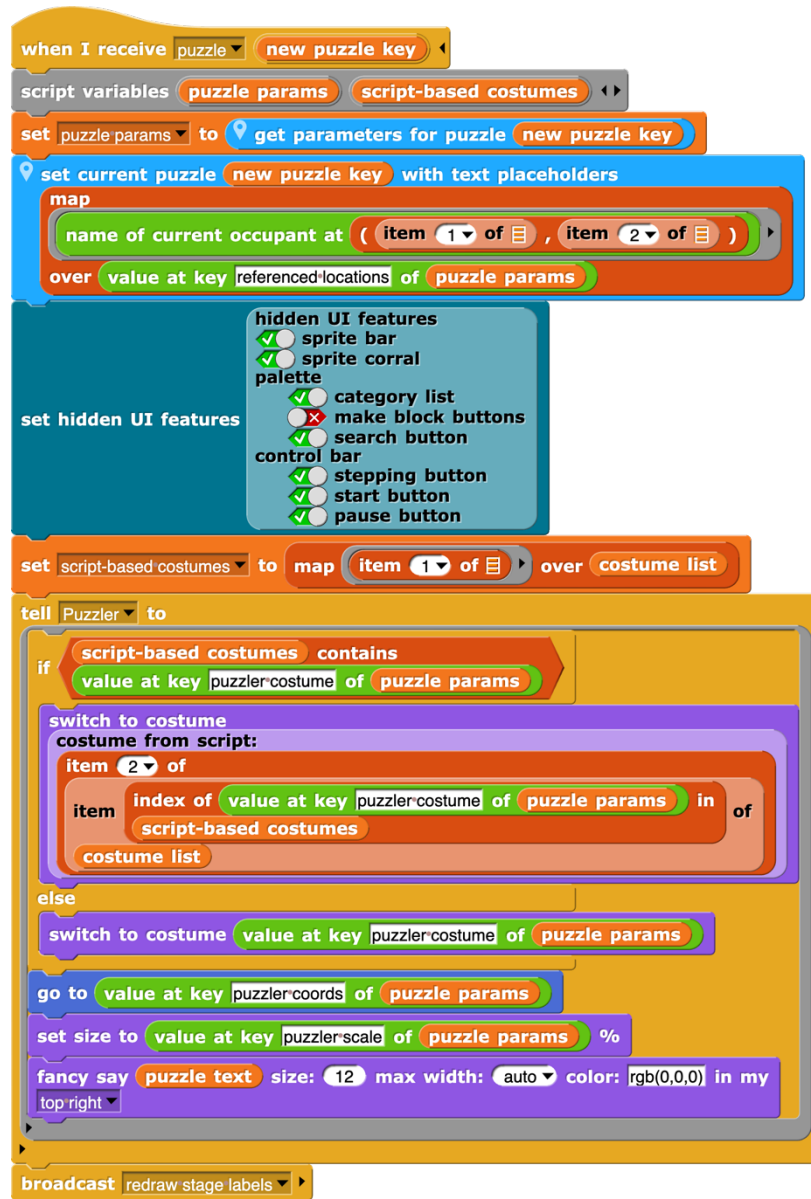 when I receive puzzle new puzzle key
script variables puzzle params script-based costumes
set puzzle params to get parameters for puzzle new puzzle key
set current puzzle new puzzle key with text placeholders
map
name of current occupant at ( item 1 of , item 2 of )
over value at key referenced locations of puzzle params
hidden UI features
sprite bar
sprite corral
palette
category list
set hidden UI features make block buttons
search button
control bar
stepping button
start button
pause button
set script-based costumes to map item 1 of over costume list
tell Puzzler to
if script-based costumes contains
value at key puzzler costume of puzzle params
switch to costume
costume from script:
item 2 of
item index of value at key puzzler costume of puzzle params in of
script-based costumes
costume list
else
switch to costume value at key puzzler costume of puzzle params
go to value at key puzzler coords of puzzle params
set size to value at key puzzler scale of puzzle params %
fancy say puzzle text size: 12 max width: auto color: rgb(0,0,0) in my
top right
broadcast redraw stage labels